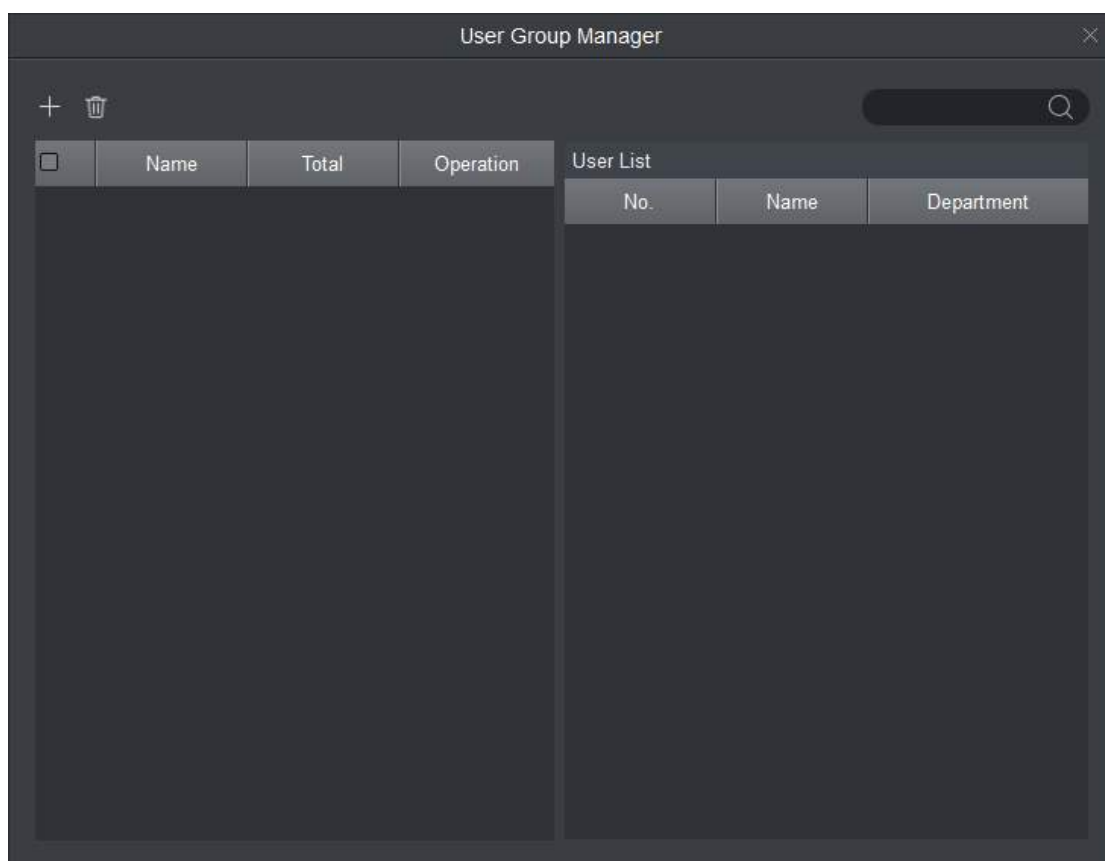 User Group Manager
Name Total Operation
User List
No. Name Department